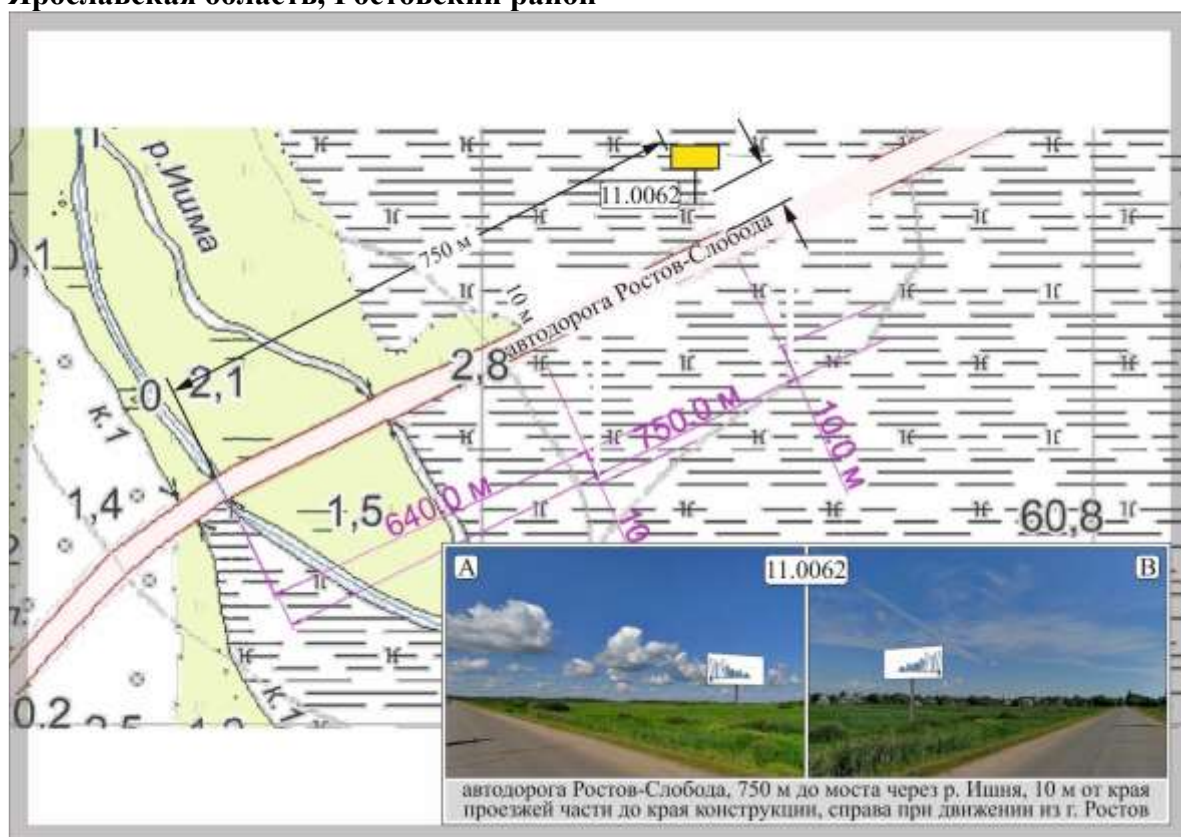 Ярославская область, Ростовский район
р.Ишма
11.0062
750 м
автодорога Ростов-Слобода
10 м
2,8
0
2,1
к.1
750.0 м
10.0 м
640.0 м
10
1,4
1,5
60,8
0,1
0.2
к.1
A
11.0062
B
автодорога Ростов-Слобода, 750 м до моста через р. Ишня, 10 м от края
проезжей части до края конструкции, справа при движении из г. Ростов